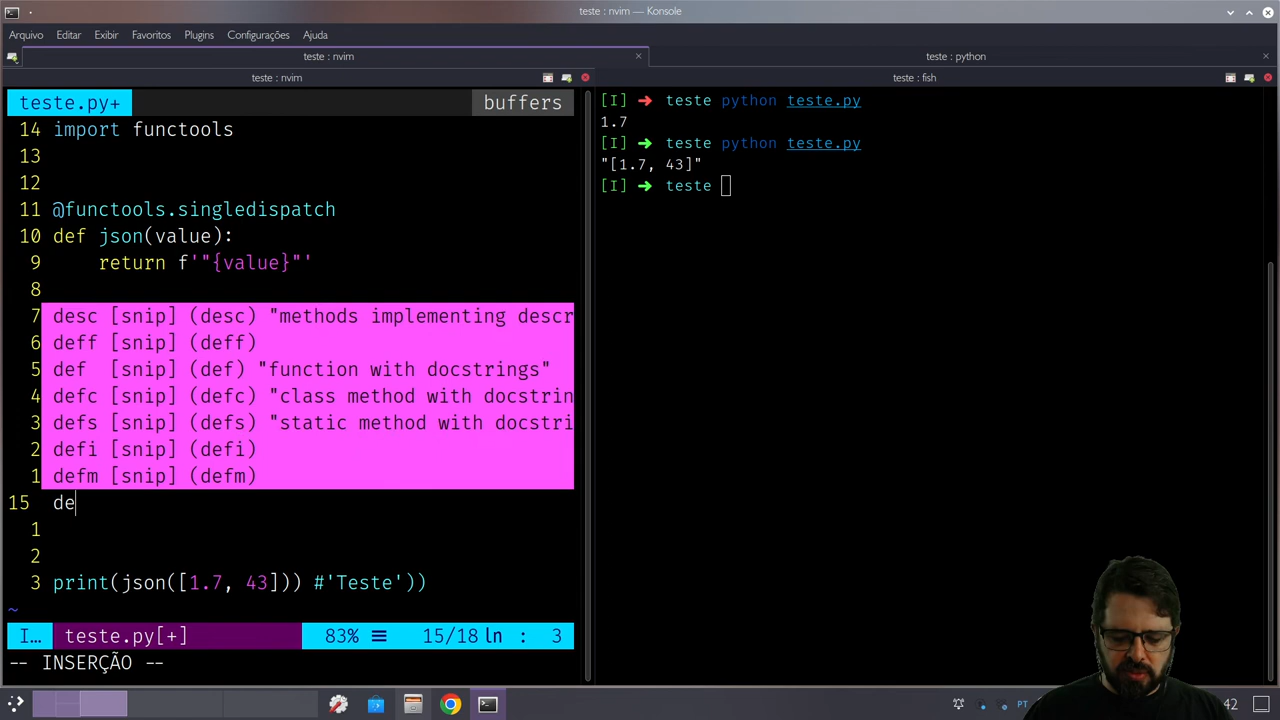 teste : nvim — Konsole
Arquivo Editar Exibir Favoritos Plugins Configurações Ajuda
teste : nvim
teste : python
teste : nvim
teste : fish
teste.py+ buffers
14 import functools
13
12
11 @functools.singledispatch
10 def json(value):
9 return f'"{value}"'
8
7 desc [snip] (desc) "methods implementing descr
6 deff [snip] (deff)
5 def [snip] (def) "function with docstrings"
4 defc [snip] (defc) "class method with docstrin
3 defs [snip] (defs) "static method with docstri
2 defi [snip] (defi)
1 defm [snip] (defm)
15 de
1
2
3 print(json([1.7, 43])) #'Teste'))
~
I… teste.py[+] 83% ≡ 15/18 ln : 3
-- INSERÇÃO --
[I] ➜ teste python teste.py
1.7
[I] ➜ teste python teste.py
"[1.7, 43]"
[I] ➜ teste
PT
42